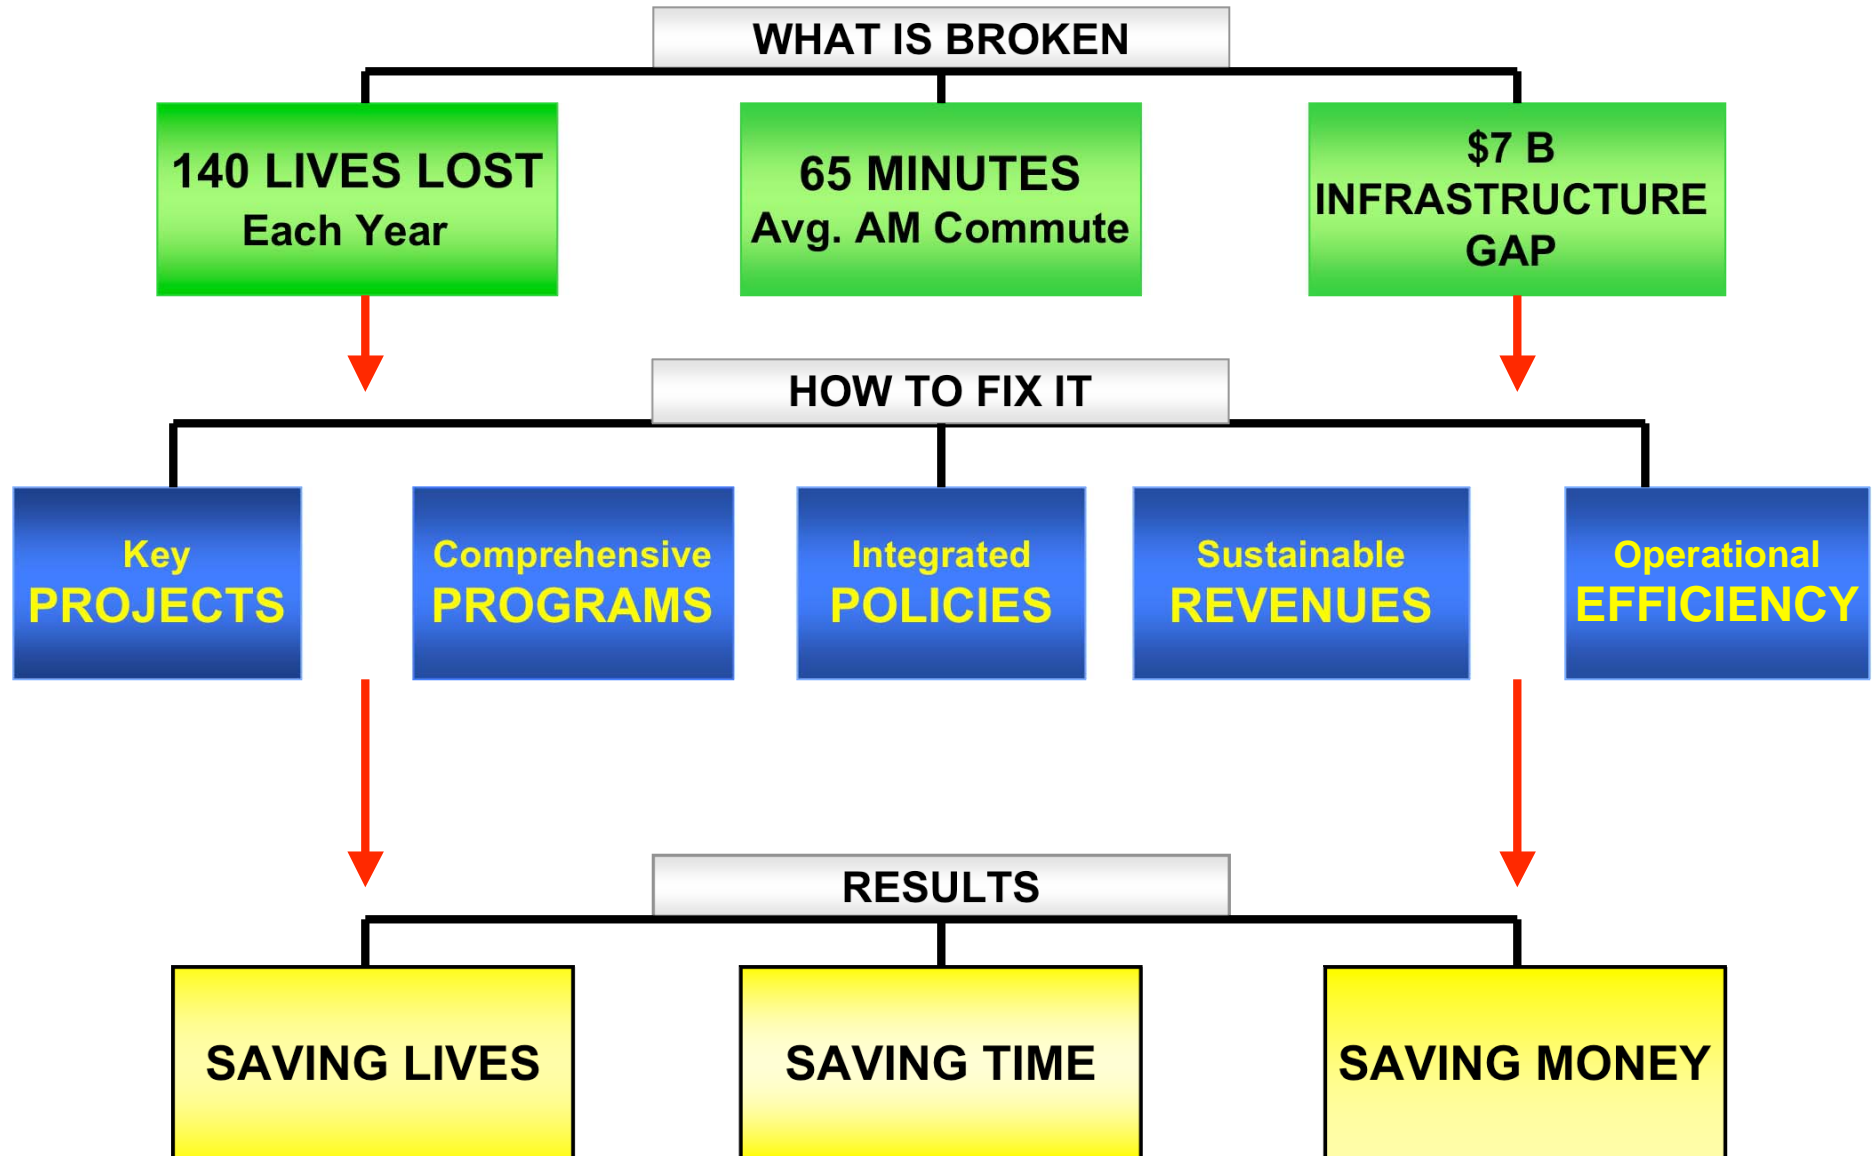 WHAT IS BROKEN
140 LIVES LOST
Each Year
65 MINUTES
Avg. AM Commute
$7 B
INFRASTRUCTURE
GAP
HOW TO FIX IT
Key
PROJECTS
Comprehensive
PROGRAMS
Integrated
POLICIES
Sustainable
REVENUES
Operational
EFFICIENCY
RESULTS
SAVING LIVES
SAVING TIME
SAVING MONEY